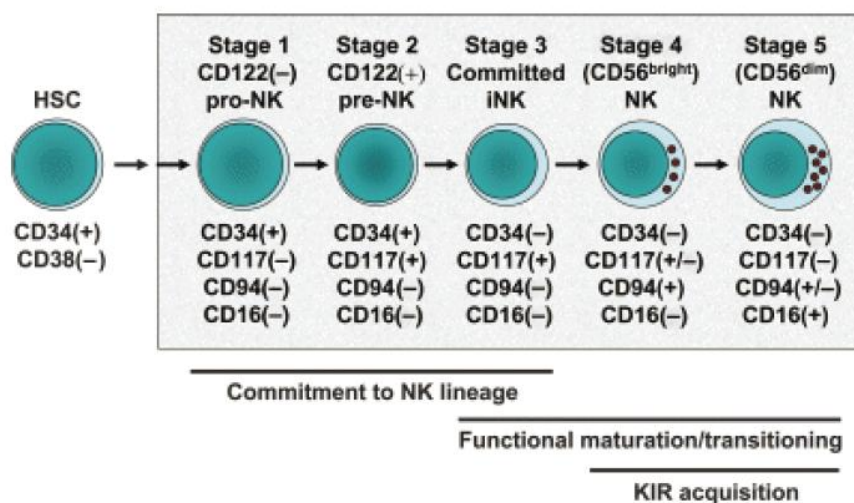 HSC
CD34(+)
CD38(–)
Stage 1
CD122(–)
pro-NK
CD34(+)
CD117(–)
CD94(–)
CD16(–)
Stage 2
CD122(+)
pre-NK
CD34(+)
CD117(+)
CD94(–)
CD16(–)
Stage 3
Committed
iNK
CD34(–)
CD117(+)
CD94(–)
CD16(–)
Stage 4
(CD56bright)
NK
CD34(–)
CD117(+/–)
CD94(+)
CD16(–)
Stage 5
(CD56dim)
NK
CD34(–)
CD117(–)
CD94(+/–)
CD16(+)
Commitment to NK lineage
Functional maturation/transitioning
KIR acquisition